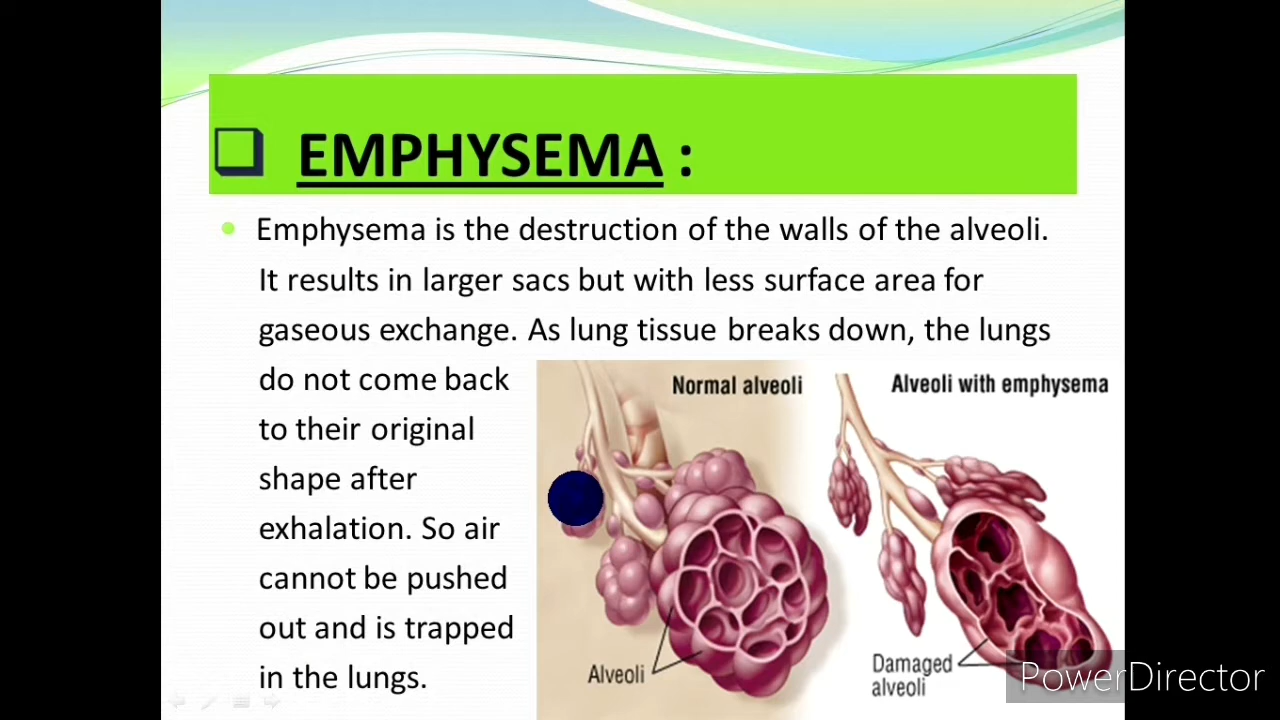 EMPHYSEMA :
Emphysema is the destruction of the walls of the alveoli.
It results in larger sacs but with less surface area for
gaseous exchange. As lung tissue breaks down, the lungs
do not come back
to their original
shape after
exhalation. So air
cannot be pushed
out and is trapped
in the lungs.
Normal alveoli
Alveoli with emphysema
Alveoli
Damaged
alveoli
PowerDirector